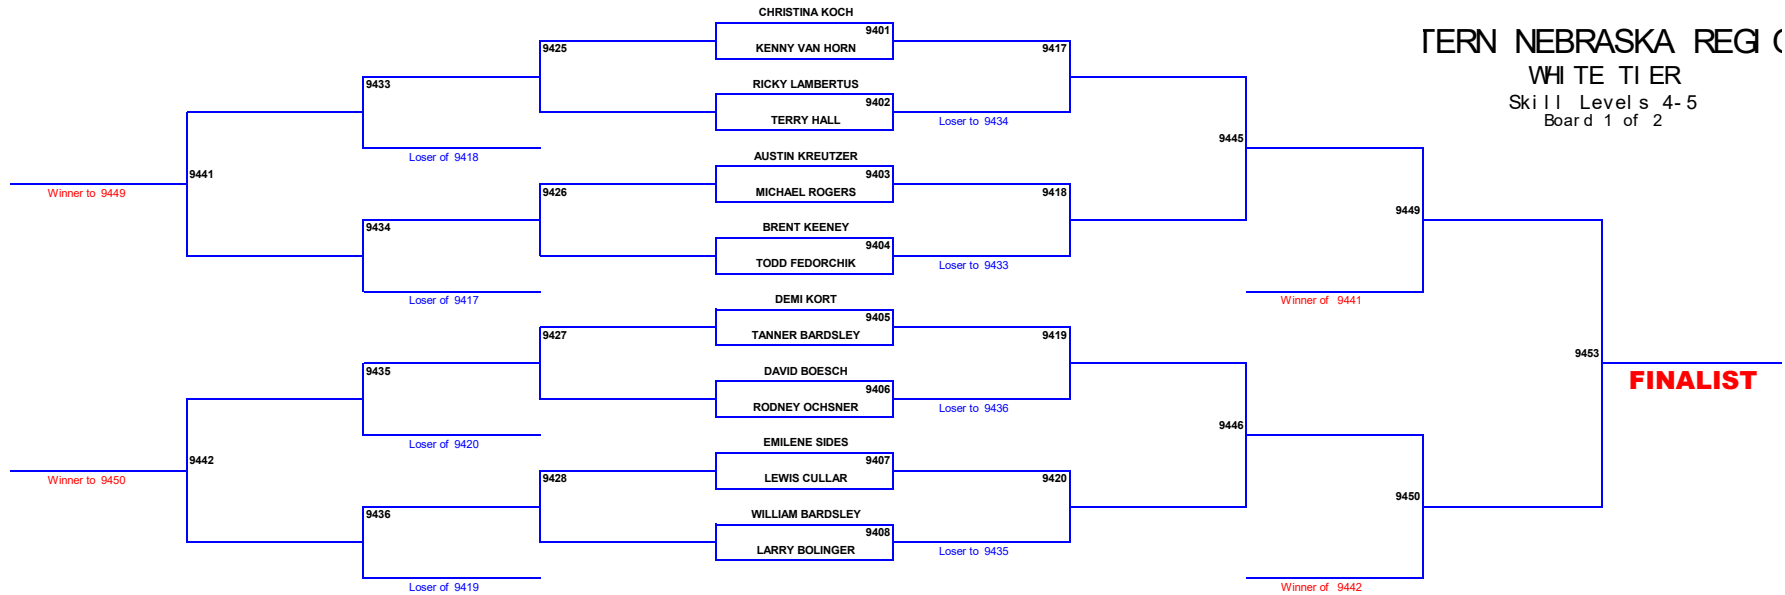 CHRISTINA KOCH
9401
KENNY VAN HORN
9425
9417
TERN NEBRASKA REGI
WHITE TIER
Skill Levels 4-5
Board 1 of 2
9433
RICKY LAMBERTUS
9402
TERRY HALL
Loser to 9434
9445
Loser of 9418
AUSTIN KREUTZER
9441
9403
Winner to 9449
9426
MICHAEL ROGERS
9418
9449
9434
BRENT KEENEY
9404
TODD FEDORCHIK
Loser to 9433
Loser of 9417
DEMI KORT
Winner of 9441
9405
9427
TANNER BARDSLEY
9419
9453
9435
DAVID BOESCH
FINALIST
9406
RODNEY OCHSNER
Loser to 9436
9446
Loser of 9420
EMILENE SIDES
9442
9407
Winner to 9450
9428
LEWIS CULLAR
9420
9450
9436
WILLIAM BARDSLEY
9408
LARRY BOLINGER
Loser to 9435
Loser of 9419
Winner of 9442